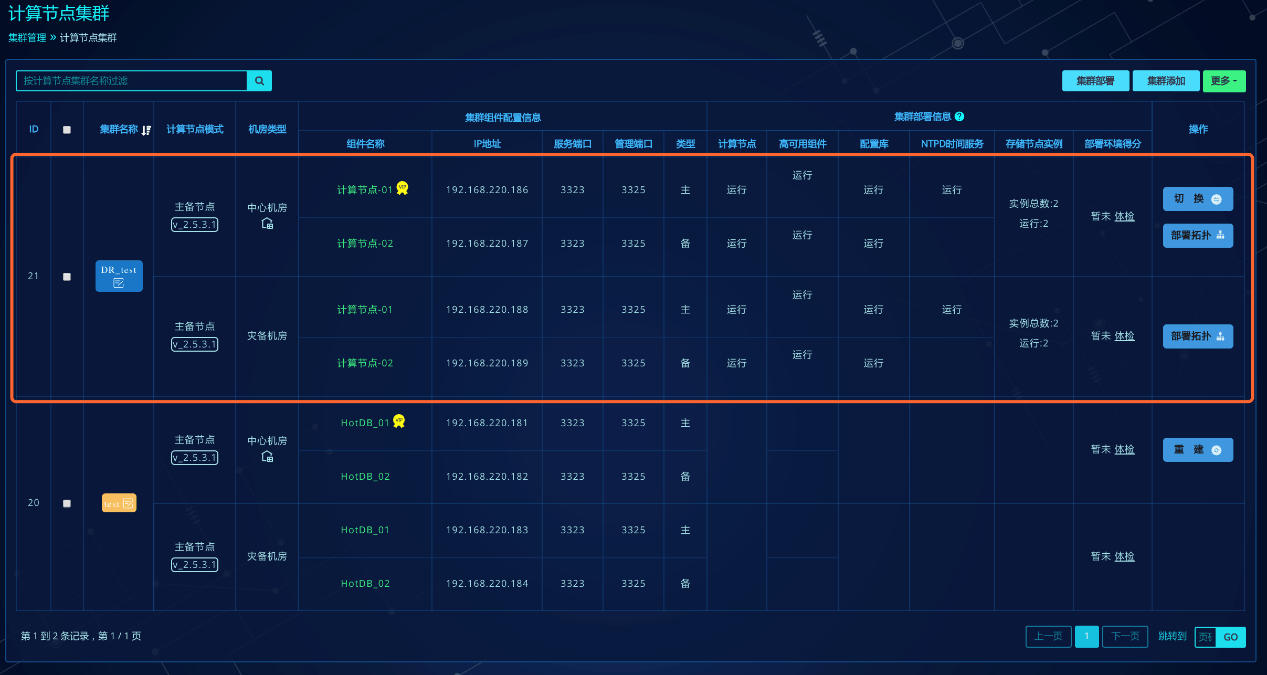 计算节点集群
集群管理 » 计算节点集群
按计算节点集群名称过滤
集群部署 集群添加 更多
ID 集群名称 计算节点模式 机房类型 集群组件配置信息 集群部署信息 ? 操作
组件名称 IP地址 服务端口 管理端口 类型 计算节点 高可用组件 配置库 NTPD时间服务 存储节点实例 部署环境得分
21 DR_test
主备节点 v_2.5.3.1 中心机房
计算节点-01 VIP 192.168.220.186 3323 3325 主 运行 运行 运行 运行
计算节点-02 192.168.220.187 3323 3325 备 运行 运行 运行
实例总数:2
运行:2
暂未 体检
切 换
部署拓扑
主备节点 v_2.5.3.1 灾备机房
计算节点-01 192.168.220.188 3323 3325 主 运行 运行 运行 运行
计算节点-02 192.168.220.189 3323 3325 备 运行 运行 运行
实例总数:2
运行:2
暂未 体检
部署拓扑
20 test
主备节点 v_2.5.3.1 中心机房
HotDB_01 VIP 192.168.220.181 3323 3325 主
HotDB_02 192.168.220.182 3323 3325 备
暂未 体检
重 建
主备节点 v_2.5.3.1 灾备机房
HotDB_01 192.168.220.183 3323 3325 主
HotDB_02 192.168.220.184 3323 3325 备
暂未 体检
第 1 到 2 条记录，第 1 / 1 页
上一页 1 下一页 跳转到 页码 GO